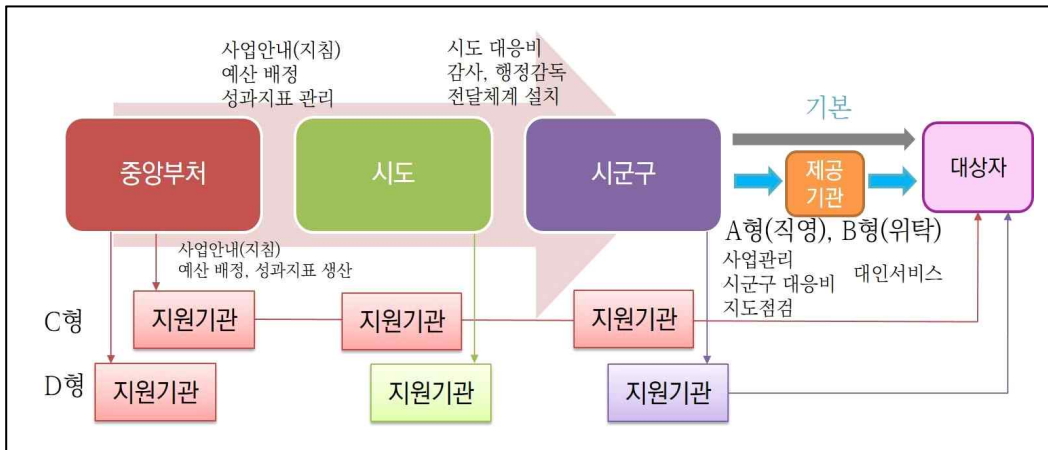 사업안내(지침)
예산 배정
성과지표 관리
시도 대응비
감사, 행정감독
전달체계 설치
기본
중앙부처
시도
시군구
제공
기관
대상자
A형(직영), B형(위탁)
사업안내(지침)
예산 배정, 성과지표 생산
사업관리
시군구 대응비
지도점검
대인서비스
C형
지원기관
지원기관
지원기관
D형
지원기관
지원기관
지원기관